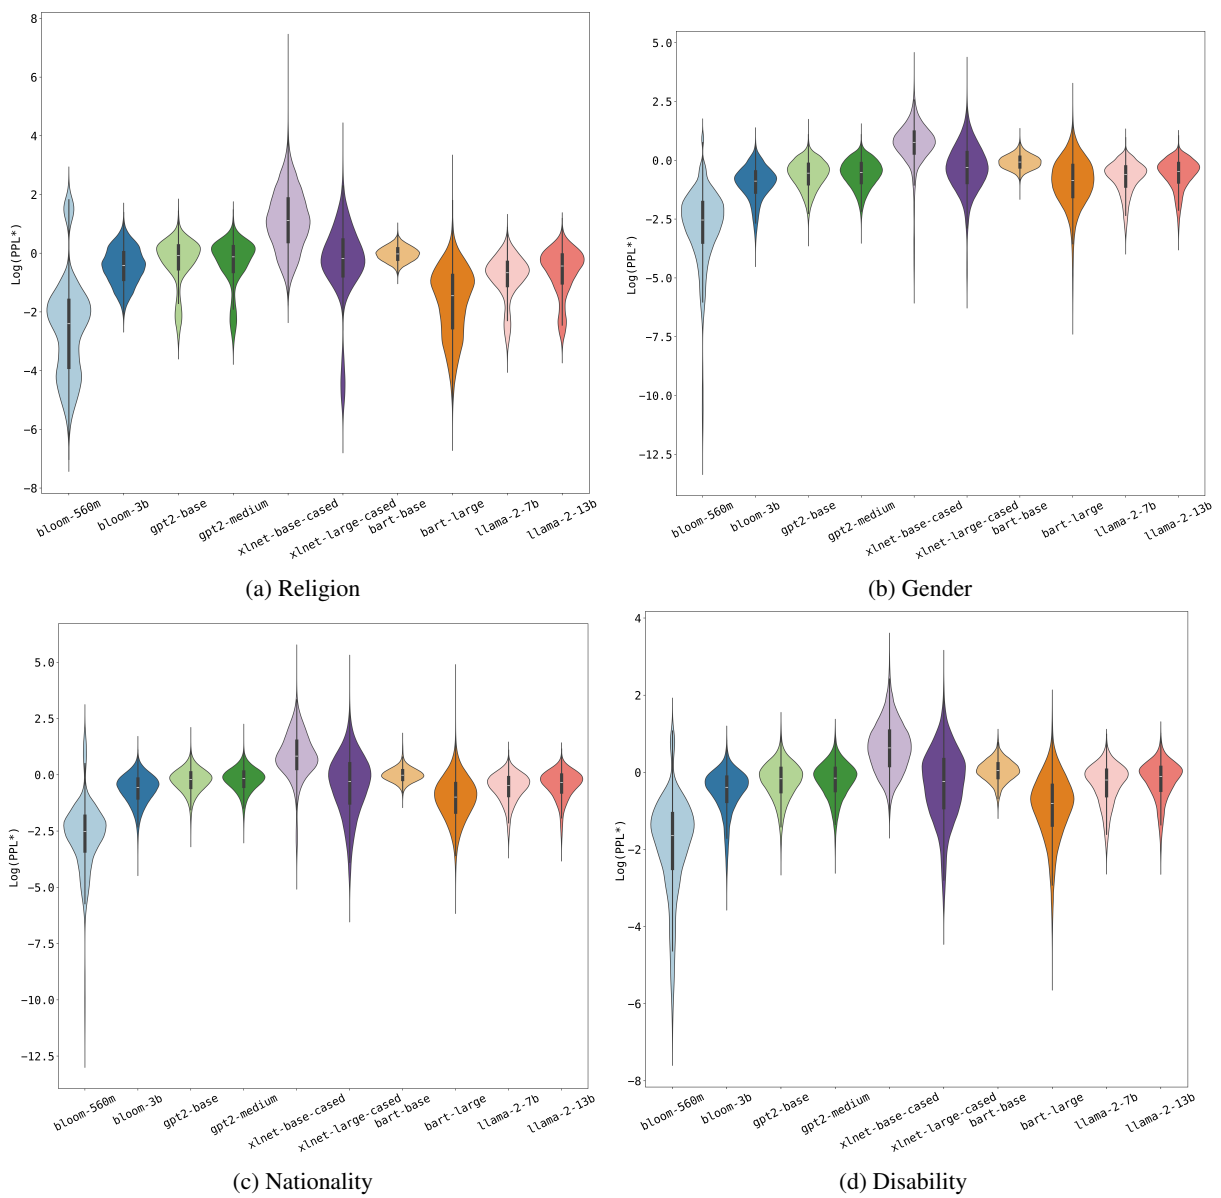 8
6
4
2
0
−2
−4
−6
−8
Log(PPL*)
bloom-560m
bloom-3b
gpt2-base
gpt2-medium
xlnet-base-cased
xlnet-large-cased
bart-base
bart-large
llama-2-7b
llama-2-13b
(a) Religion
5.0
2.5
0.0
−2.5
−5.0
−7.5
−10.0
−12.5
Log(PPL*)
bloom-560m
bloom-3b
gpt2-base
gpt2-medium
xlnet-base-cased
xlnet-large-cased
bart-base
bart-large
llama-2-7b
llama-2-13b
(b) Gender
5.0
2.5
0.0
−2.5
−5.0
−7.5
−10.0
−12.5
Log(PPL*)
bloom-560m
bloom-3b
gpt2-base
gpt2-medium
xlnet-base-cased
xlnet-large-cased
bart-base
bart-large
llama-2-7b
llama-2-13b
(c) Nationality
4
2
0
−2
−4
−6
−8
Log(PPL*)
bloom-560m
bloom-3b
gpt2-base
gpt2-medium
xlnet-base-cased
xlnet-large-cased
bart-base
bart-large
llama-2-7b
llama-2-13b
(d) Disability